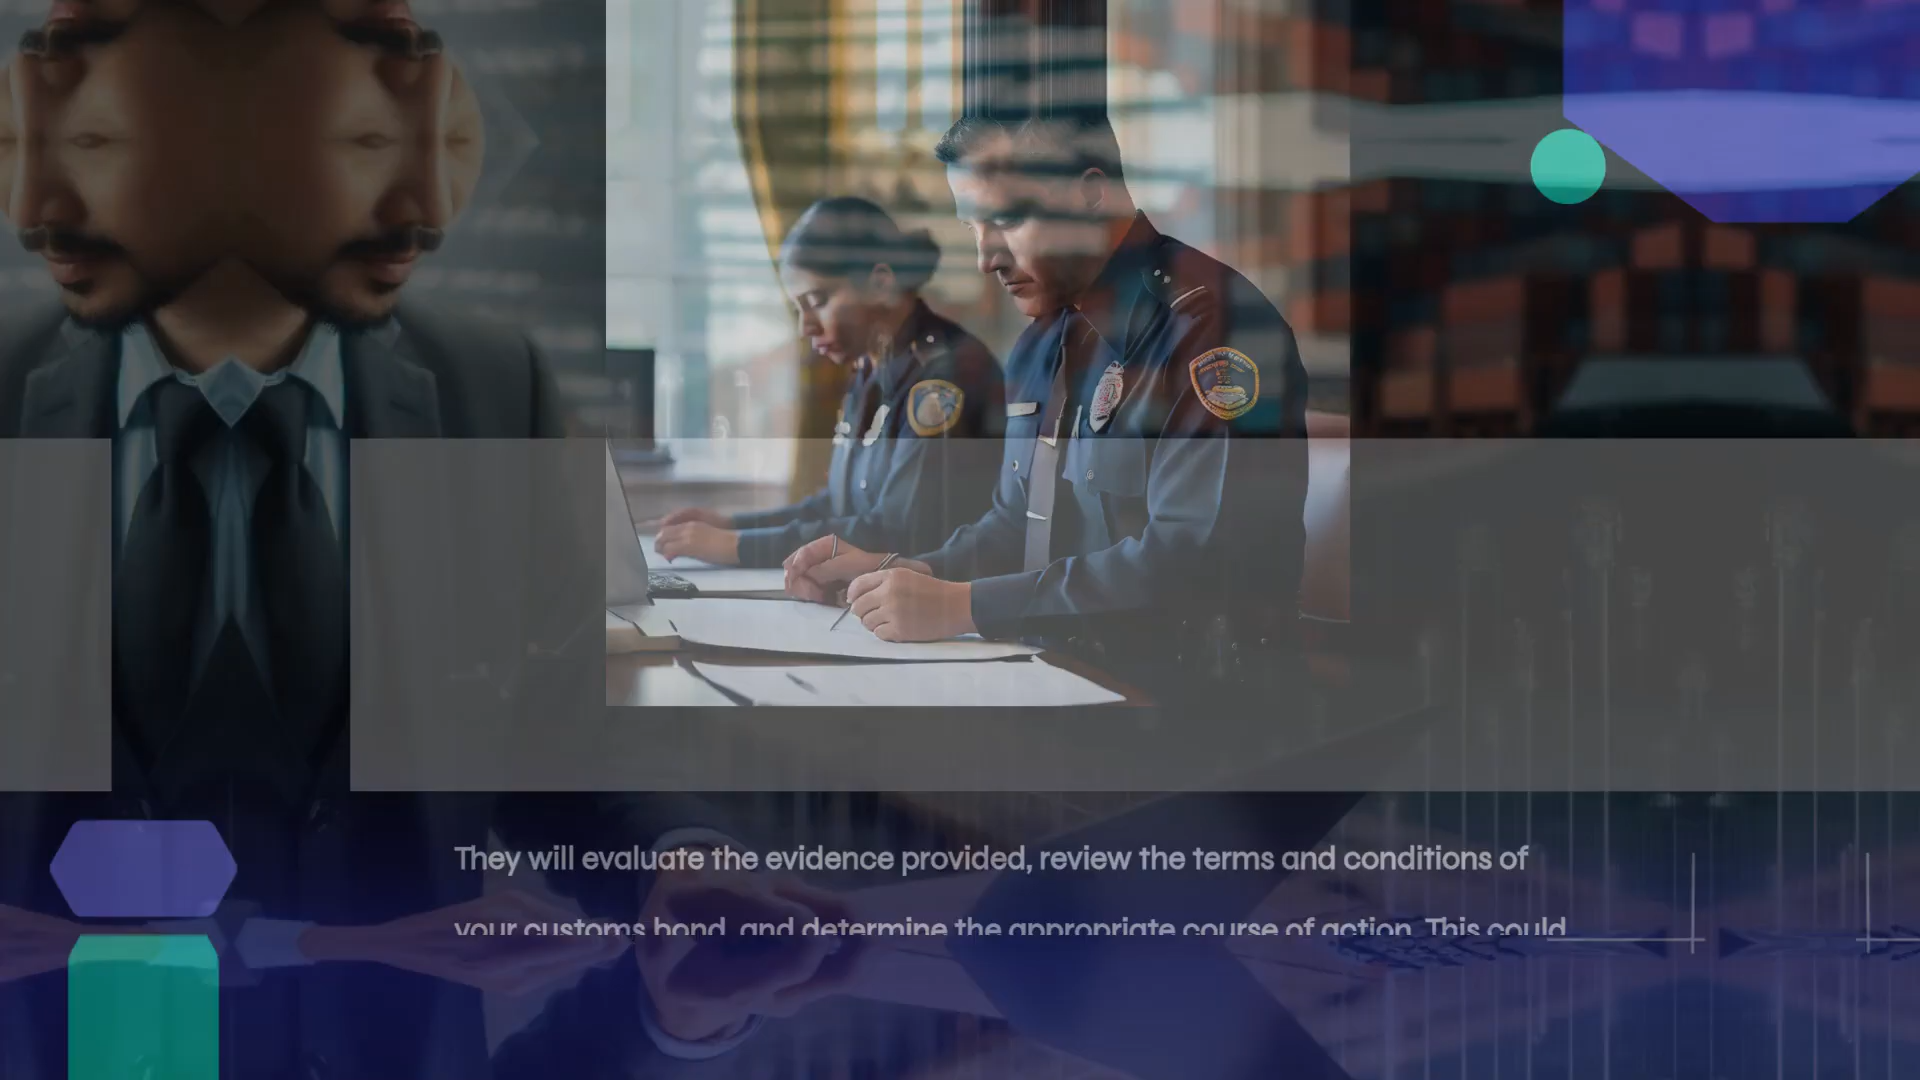 They will evaluate the evidence provided, review the terms and conditions of
your customs bond, and determine the appropriate course of action. This could